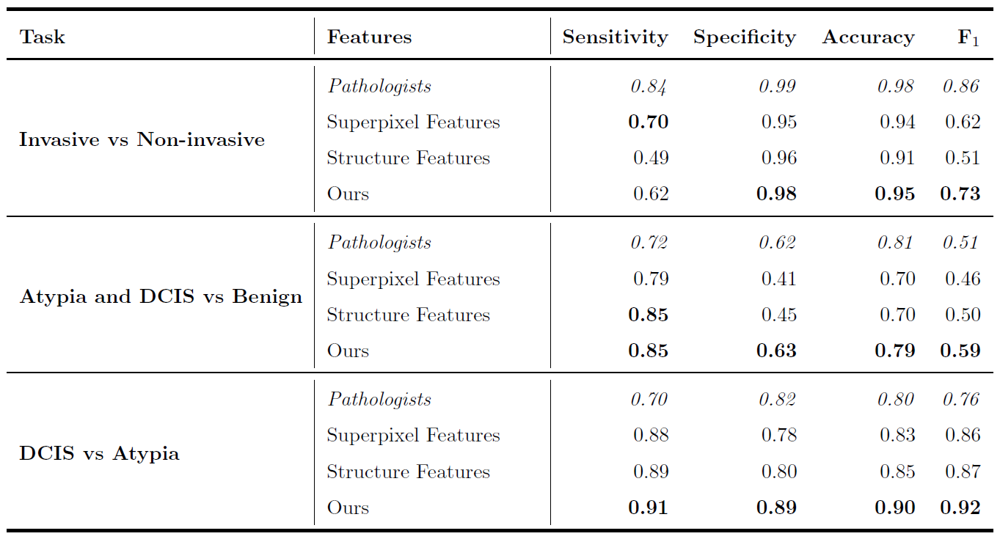 Task Features Sensitivity Specificity Accuracy F1
Invasive vs Non-invasive
Pathologists 0.84 0.99 0.98 0.86
Superpixel Features 0.70 0.95 0.94 0.62
Structure Features 0.49 0.96 0.91 0.51
Ours 0.62 0.98 0.95 0.73
Atypia and DCIS vs Benign
Pathologists 0.72 0.62 0.81 0.51
Superpixel Features 0.79 0.41 0.70 0.46
Structure Features 0.85 0.45 0.70 0.50
Ours 0.85 0.63 0.79 0.59
DCIS vs Atypia
Pathologists 0.70 0.82 0.80 0.76
Superpixel Features 0.88 0.78 0.83 0.86
Structure Features 0.89 0.80 0.85 0.87
Ours 0.91 0.89 0.90 0.92